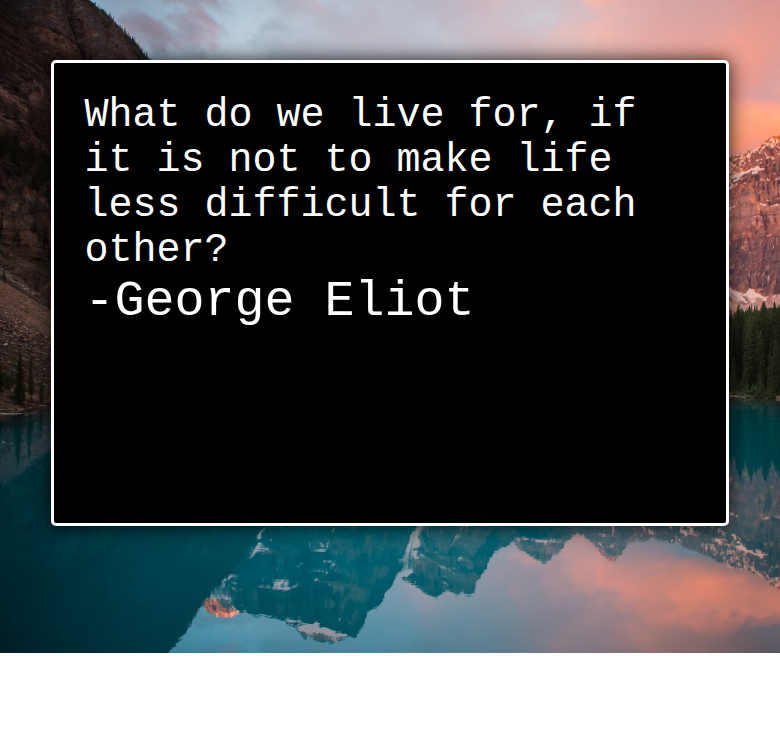 What do we live for, if
it is not to make life
less difficult for each
other?
-George Eliot